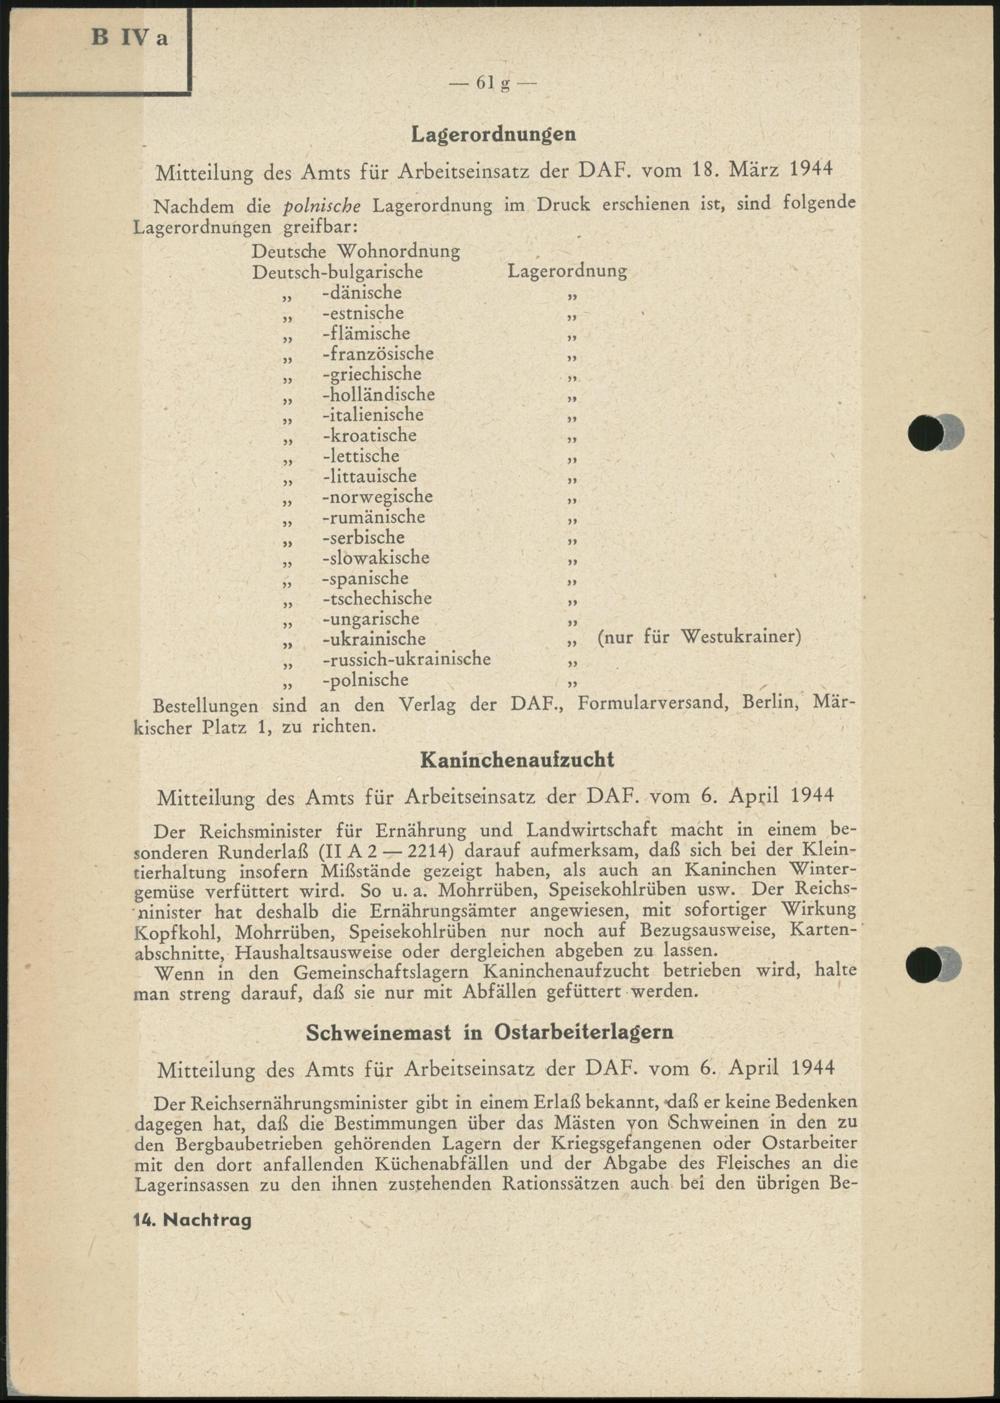 B IV a
— 61 g —
Lagerordnungen
Mitteilung des Amts für Arbeitseinsatz der DAF. vom 18. März 1944
Nachdem die polnische Lagerordnung im Druck erschienen ist, sind folgende
Lagerordnungen greifbar:
Deutsche Wohnordnung
Deutsch-bulgarische Lagerordnung
„ -dänische „
„ -estnische „
„ -flämische „
„ -französische „
„ -griechische „
„ -holländische „
„ -italienische „
„ -kroatische „
„ -lettische „
„ -littauische „
„ -norwegische „
„ -rumänische „
„ -serbische „
„ -slowakische „
„ -spanische „
„ -tschechische „
„ -ungarische „
„ -ukrainische „ (nur für Westukrainer)
„ -russich-ukrainische „
„ -polnische „
Bestellungen sind an den Verlag der DAF., Formularversand, Berlin, Mär-
kischer Platz 1, zu richten.
Kaninchenaufzucht
Mitteilung des Amts für Arbeitseinsatz der DAF. vom 6. April 1944
Der Reichsminister für Ernährung und Landwirtschaft macht in einem be-
sonderen Runderlaß (II A 2 — 2214) darauf aufmerksam, daß sich bei der Klein-
tierhaltung insofern Mißstände gezeigt haben, als auch an Kaninchen Winter-
gemüse verfüttert wird. So u. a. Mohrrüben, Speisekohlrüben usw. Der Reichs-
minister hat deshalb die Ernährungsämter angewiesen, mit sofortiger Wirkung
Kopfkohl, Mohrrüben, Speisekohlrüben nur noch auf Bezugsausweise, Karten-
abschnitte, Haushaltsausweise oder dergleichen abgeben zu lassen.
Wenn in den Gemeinschaftslagern Kaninchenaufzucht betrieben wird, halte
man streng darauf, daß sie nur mit Abfällen gefüttert werden.
Schweinemast in Ostarbeiterlagern
Mitteilung des Amts für Arbeitseinsatz der DAF. vom 6. April 1944
Der Reichsernährungsminister gibt in einem Erlaß bekannt, daß er keine Bedenken
dagegen hat, daß die Bestimmungen über das Mästen von Schweinen in den zu
den Bergbaubetrieben gehörenden Lagern der Kriegsgefangenen oder Ostarbeiter
mit den dort anfallenden Küchenabfällen und der Abgabe des Fleisches an die
Lagerinsassen zu den ihnen zustehenden Rationssätzen auch bei den übrigen Be-
14. Nachtrag